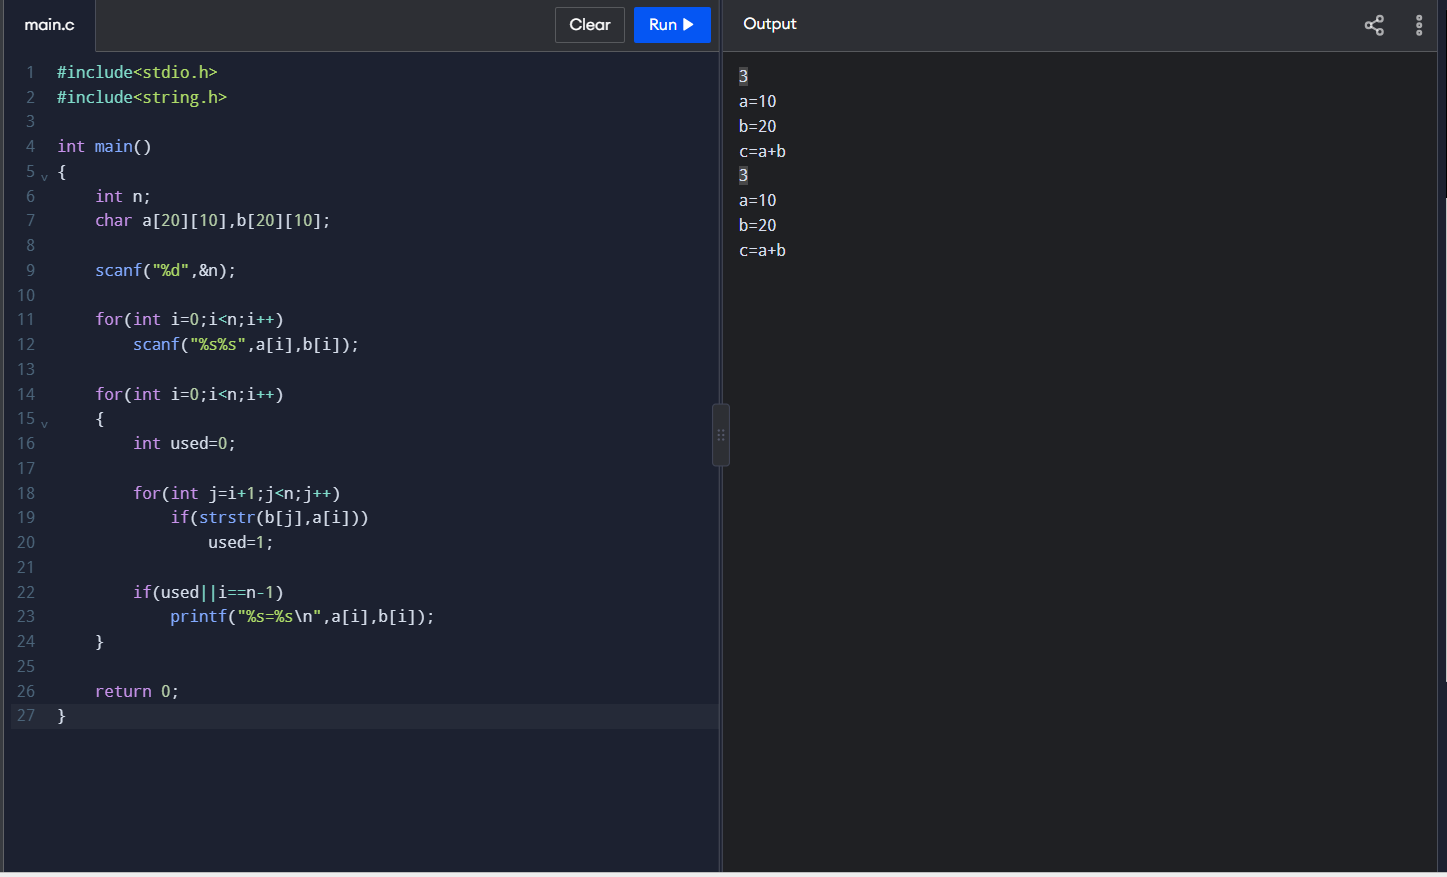 main.c
Clear
Run
Output
1 #include<stdio.h>
2 #include<string.h>
3
4 int main()
5 {
6     int n;
7     char a[20][10],b[20][10];
8
9     scanf("%d",&n);
10
11     for(int i=0;i<n;i++)
12         scanf("%s%s",a[i],b[i]);
13
14     for(int i=0;i<n;i++)
15     {
16         int used=0;
17
18         for(int j=i+1;j<n;j++)
19             if(strstr(b[j],a[i]))
20                 used=1;
21
22         if(used||i==n-1)
23             printf("%s=%s\n",a[i],b[i]);
24     }
25
26     return 0;
27 }
3
a=10
b=20
c=a+b
3
a=10
b=20
c=a+b